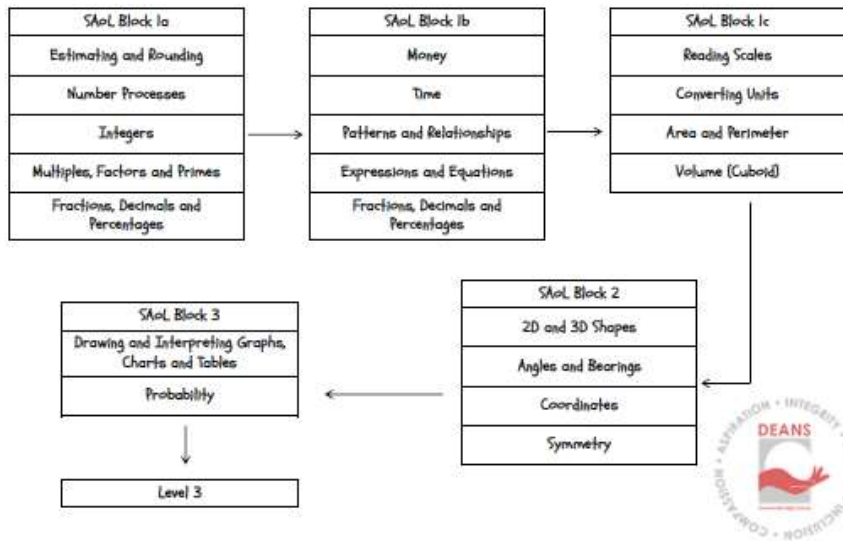 SAoL Block 1a
Estimating and Rounding
Number Processes
Integers
Multiples, Factors and Primes
Fractions, Decimals and
Percentages
SAoL Block 1b
Money
Time
Patterns and Relationships
Expressions and Equations
Fractions, Decimals and
Percentages
SAoL Block 1c
Reading Scales
Converting Units
Area and Perimeter
Volume (Cuboid)
SAoL Block 2
2D and 3D Shapes
Angles and Bearings
Coordinates
Symmetry
SAoL Block 3
Drawing and Interpreting Graphs,
Charts and Tables
Probability
Level 3
DEANS
COMPASSION • ASPIRATION • INTEGRITY • INCLUSION •